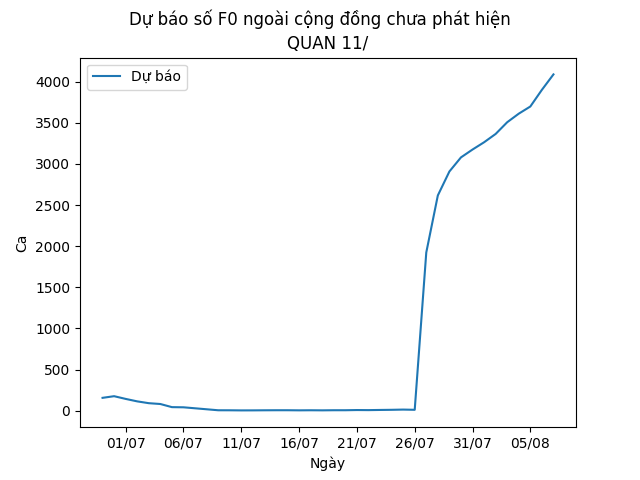 Dự báo số F0 ngoài cộng đồng chưa phát hiện
QUAN 11/
Dự báo
4000
3500
3000
2500
2000
1500
1000
500
0
Ca
01/07 06/07 11/07 16/07 21/07 26/07 31/07 05/08
Ngày